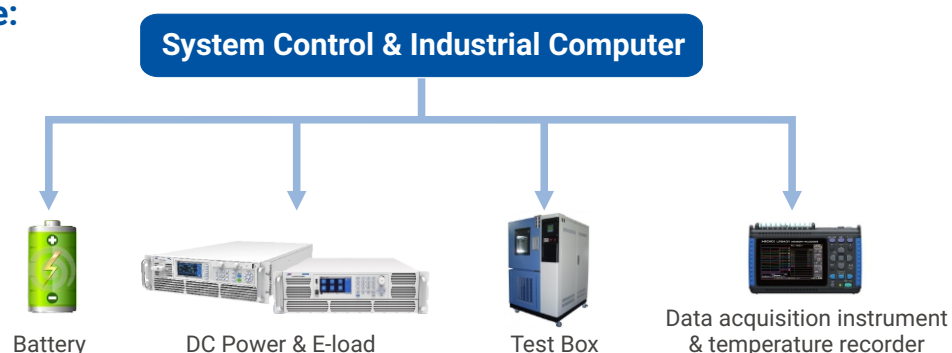 e:
System Control & Industrial Computer
Battery
DC Power & E-load
Test Box
Data acquisition instrument
& temperature recorder